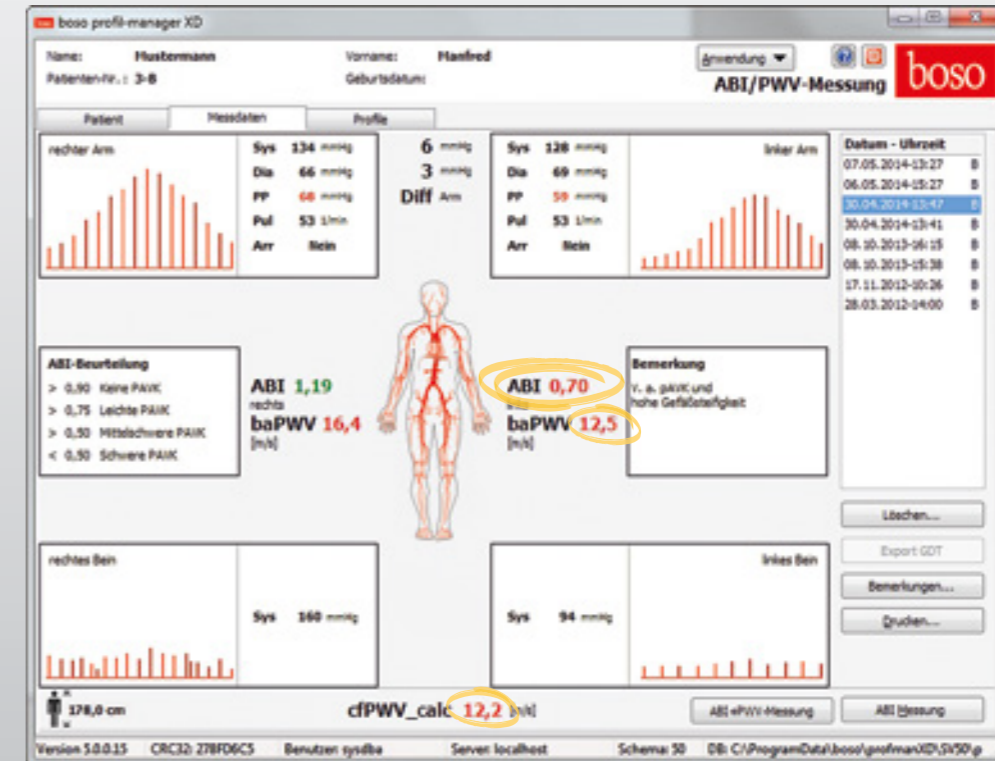 boso profil-manager XD
Name: Mustermann Vorname: Manfred
Patienten-Nr.: 3-8 Geburtsdatum:
Anwendung
ABI/PWV-Messung
boso
Patient Messdaten Profile
rechter Arm
Sys 134 mmHg
Dia 66 mmHg
PP 68 mmHg
Pul 53 1/min
Arr Nein
6 mmHg
3 mmHg
Diff Arm
Sys 128 mmHg
Dia 69 mmHg
PP 59 mmHg
Pul 53 1/min
Arr Nein
linker Arm
Datum - Uhrzeit
07.05.2014-13:27 B
06.05.2014-15:27 B
30.04.2014-13:47 B
30.04.2014-13:41 B
08.10.2013-16:15 B
08.10.2013-15:38 B
17.11.2012-10:26 B
28.03.2012-14:00 B
ABI-Beurteilung
> 0,90 Keine PAVK
> 0,75 Leichte PAVK
> 0,50 Mittelschwere PAVK
< 0,50 Schwere PAVK
ABI 1,19
rechts
baPWV 16,4
[m/s]
ABI 0,70
links
baPWV 12,5
[m/s]
Bemerkung
V. a. pAVK und
hohe Gefäßsteifigkeit
Löschen...
Export GDT
Bemerkungen...
Drucken...
rechtes Bein
Sys 160 mmHg
Sys 94 mmHg
linkes Bein
178,0 cm
cfPWV_calc 12,2 [m/s]
ABI+PWV-Messung
ABI Messung
Version 5.0.0.15 CRC32: 27BFD6C5 Benutzer: sysdba Server: localhost Schema: 50 DB: C:/ProgramData\boso\profmanXD\SV50\p